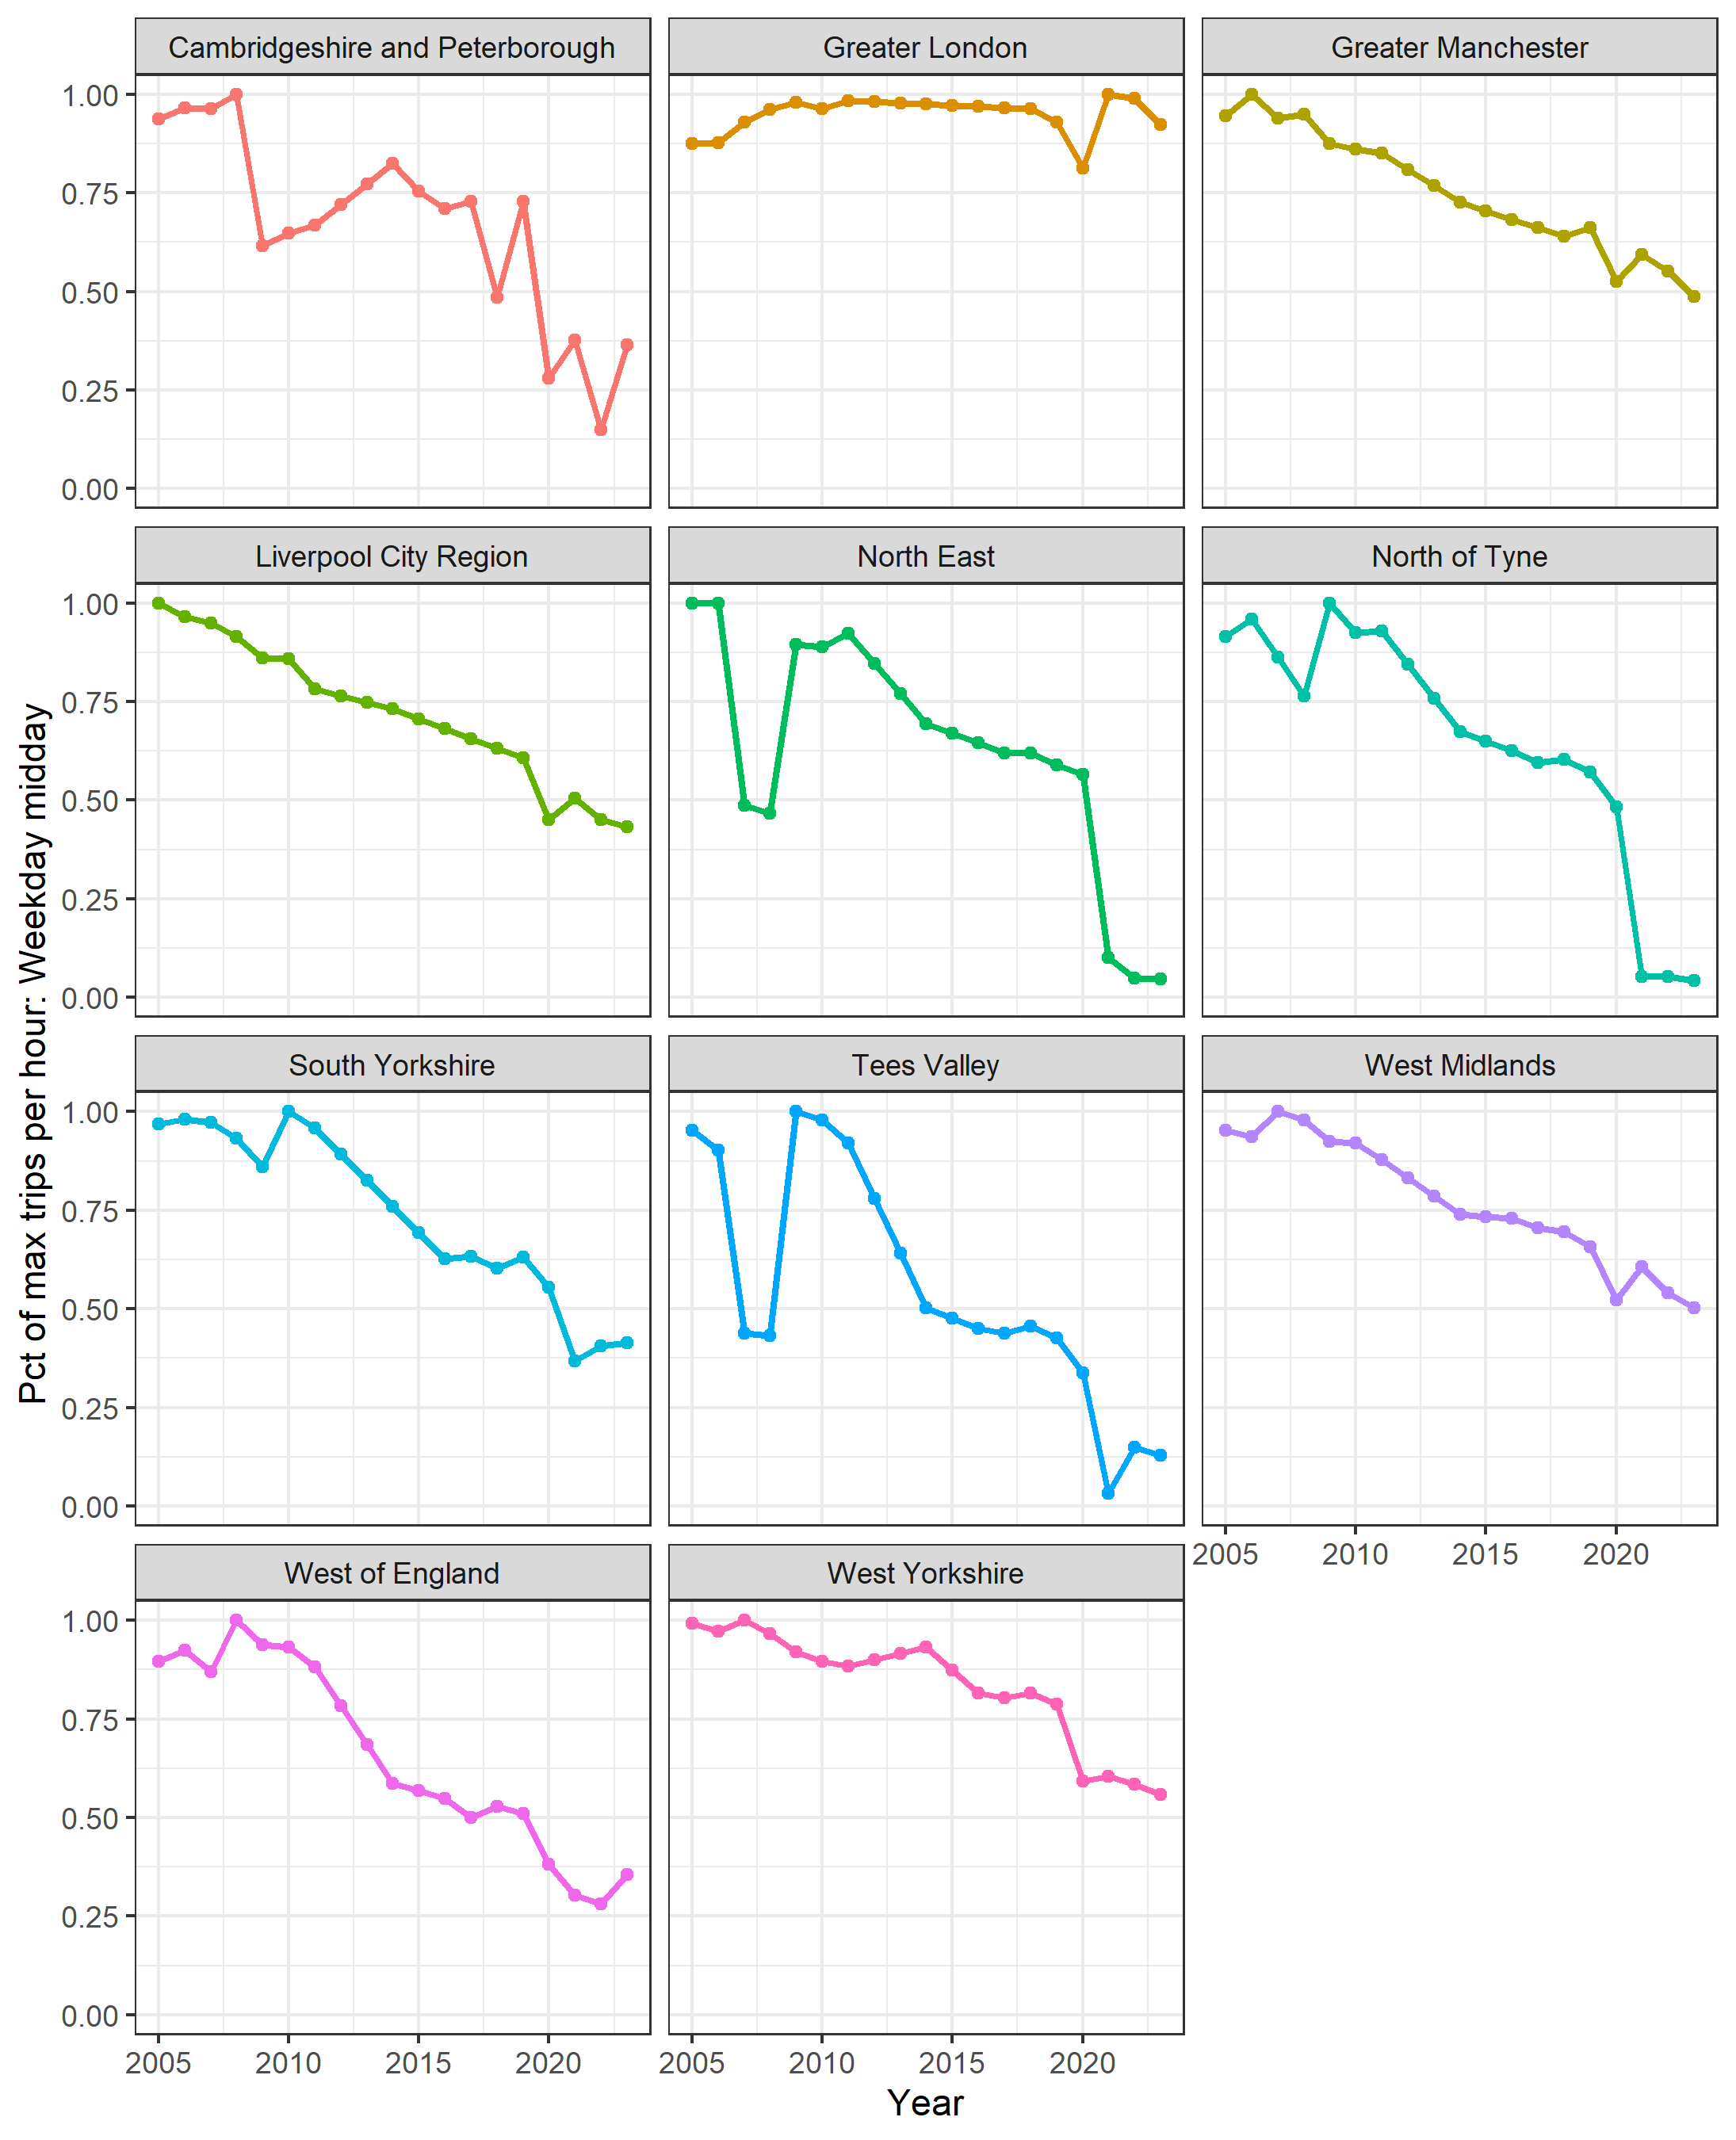 Cambridgeshire and Peterborough
Greater London
Greater Manchester
1.00
0.75
0.50
0.25
0.00
Liverpool City Region
North East
North of Tyne
1.00
0.75
0.50
0.25
0.00
Pct of max trips per hour: Weekday midday
South Yorkshire
Tees Valley
West Midlands
1.00
0.75
0.50
0.25
0.00
2005 2010 2015 2020
West of England
West Yorkshire
1.00
0.75
0.50
0.25
0.00
2005 2010 2015 2020
2005 2010 2015 2020
Year